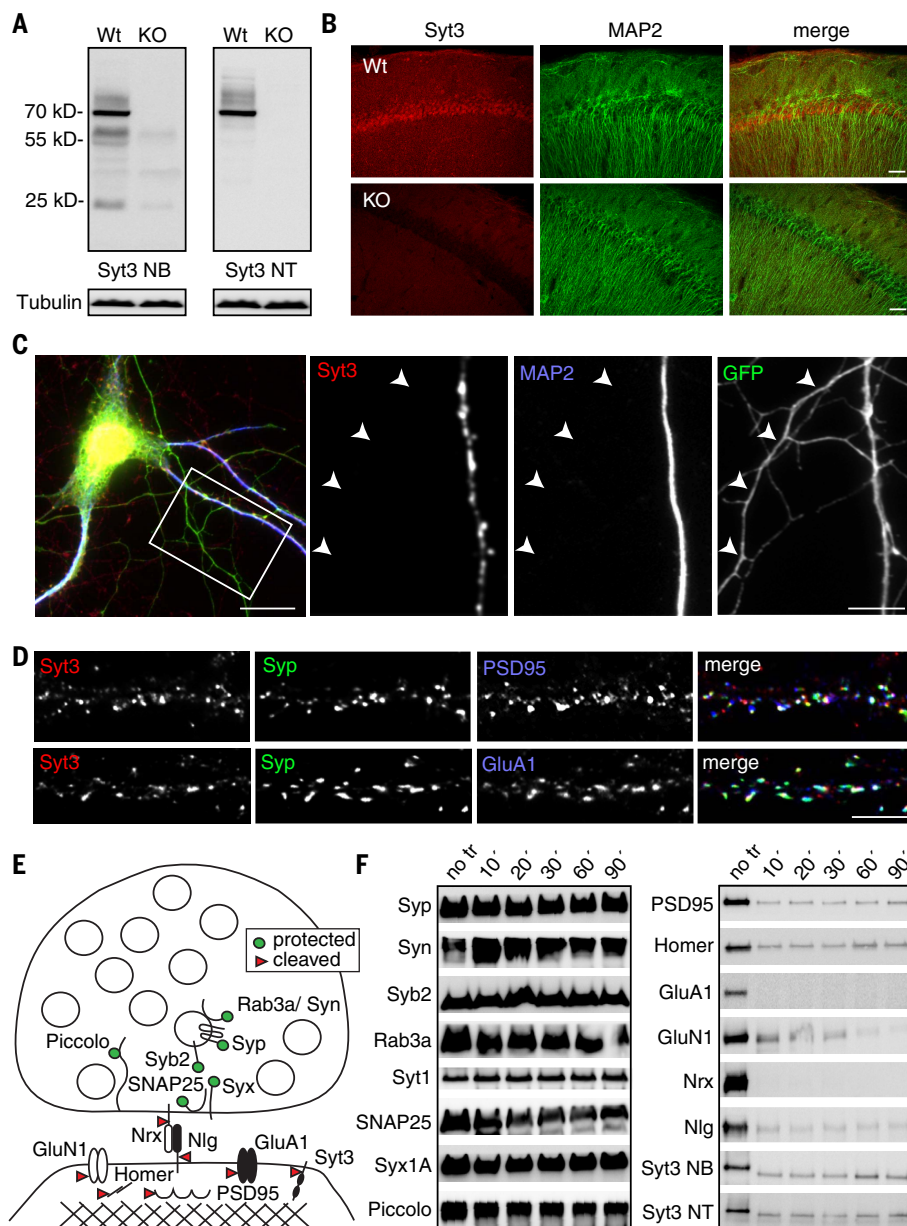 A
Wt KO
Wt KO
70 kD-
55 kD-
25 kD-
Syt3 NB
Syt3 NT
Tubulin
B
Syt3 MAP2 merge
Wt
KO
C
Syt3
MAP2
GFP
D
Syt3
Syp
PSD95
merge
Syt3
Syp
GluA1
merge
E
protected
cleaved
Rab3a/ Syn
Piccolo
Syp
Syb2
SNAP25
Syx
Nrx
Nlg
GluN1
GluA1
Syt3
Homer
PSD95
F
no tr 10´ 20´ 30´ 60´ 90´
Syp
Syn
Syb2
Rab3a
Syt1
SNAP25
Syx1A
Piccolo
no tr 10´ 20´ 30´ 60´ 90´
PSD95
Homer
GluA1
GluN1
Nrx
Nlg
Syt3 NB
Syt3 NT